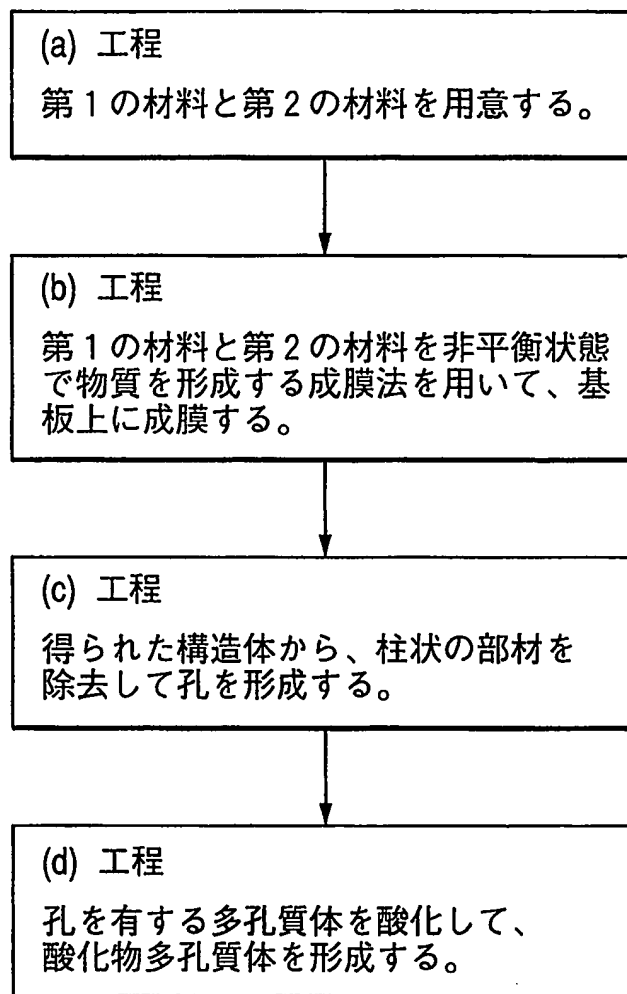 (a) 工程
第1の材料と第2の材料を用意する。
(b) 工程
第1の材料と第2の材料を非平衡状態
で物質を形成する成膜法を用いて、基
板上に成膜する。
(c) 工程
得られた構造体から、柱状の部材を
除去して孔を形成する。
(d) 工程
孔を有する多孔質体を酸化して、
酸化物多孔質体を形成する。